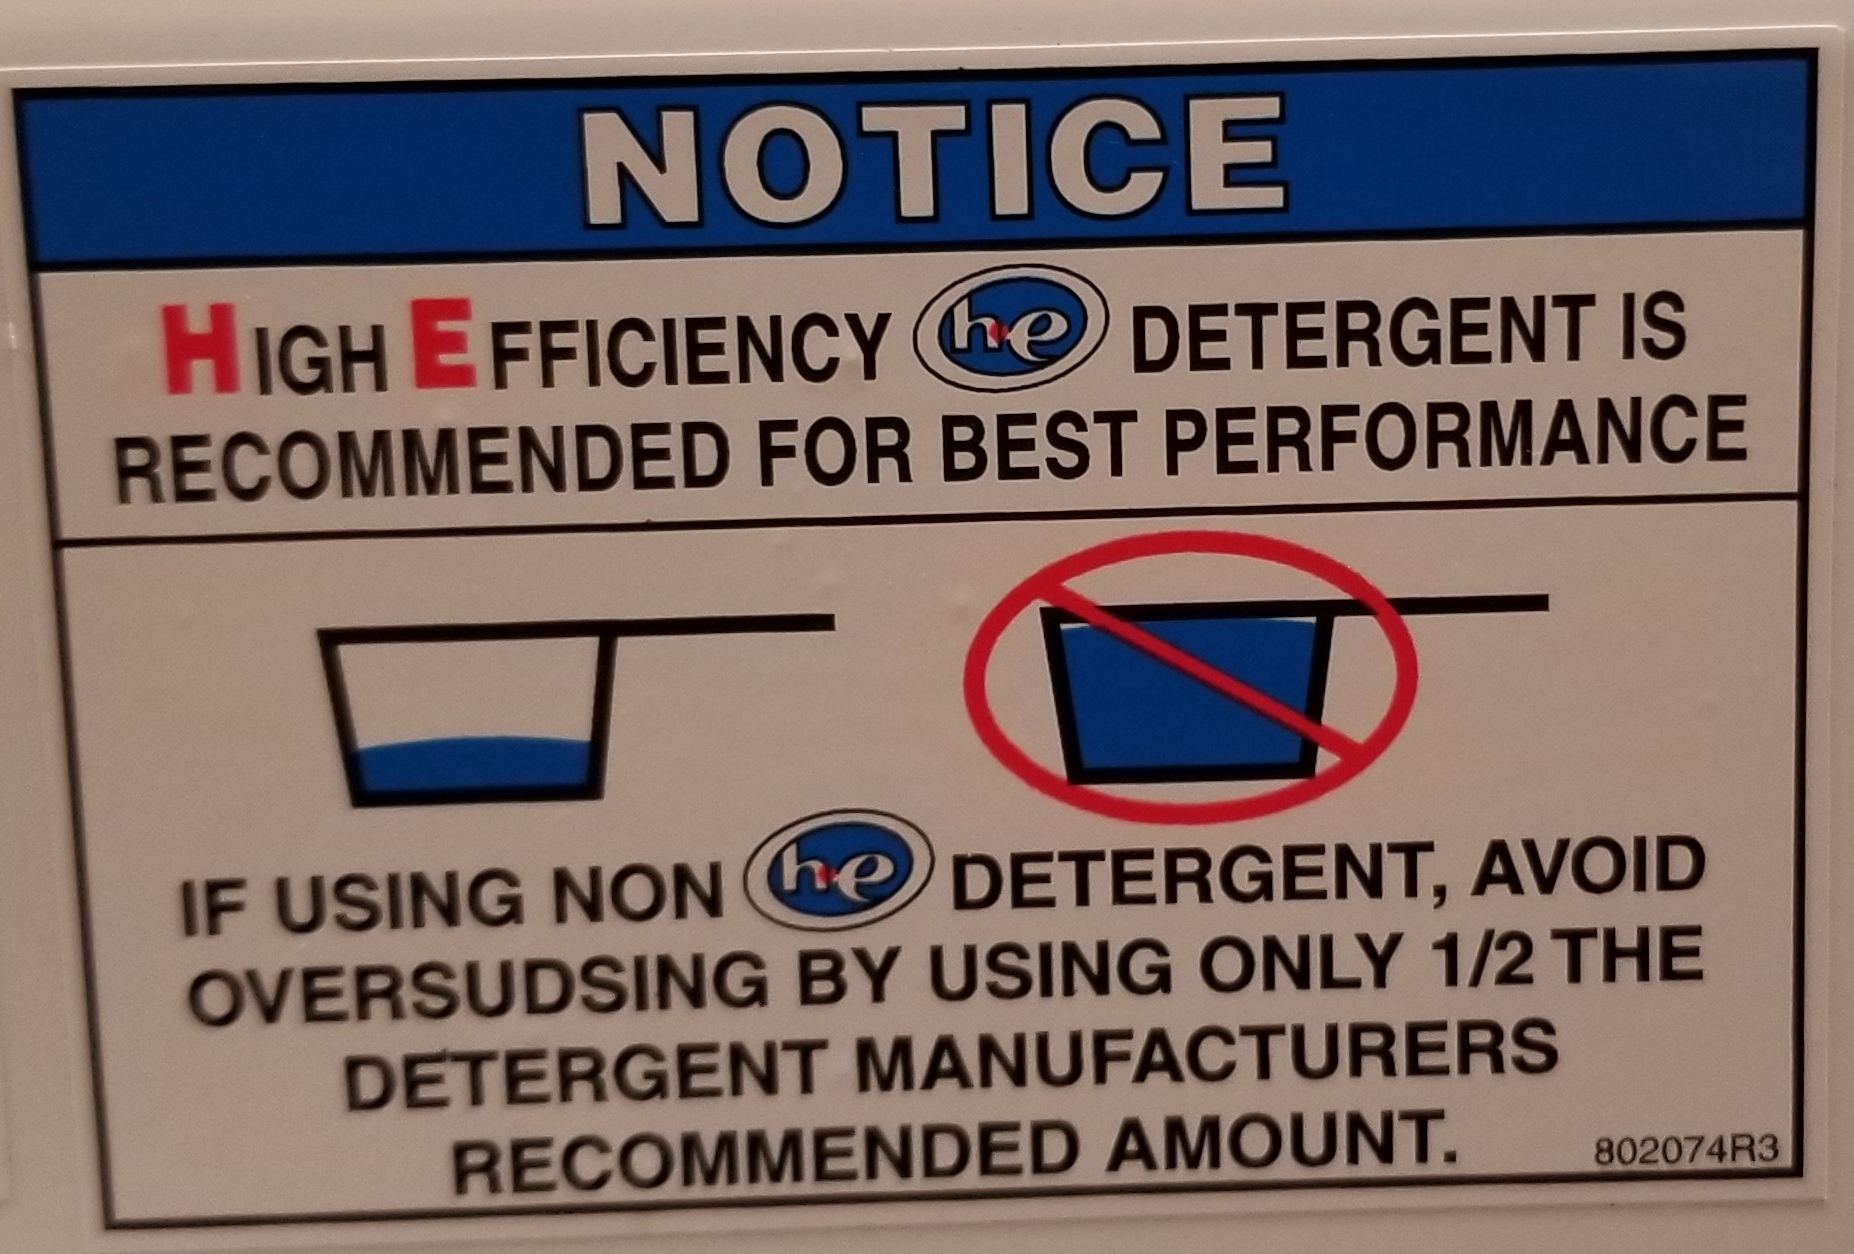 NOTICE
HIGH EFFICIENCY he DETERGENT IS
RECOMMENDED FOR BEST PERFORMANCE
IF USING NON he DETERGENT, AVOID
OVERSUDSING BY USING ONLY 1/2 THE
DETERGENT MANUFACTURERS
RECOMMENDED AMOUNT.
802074R3